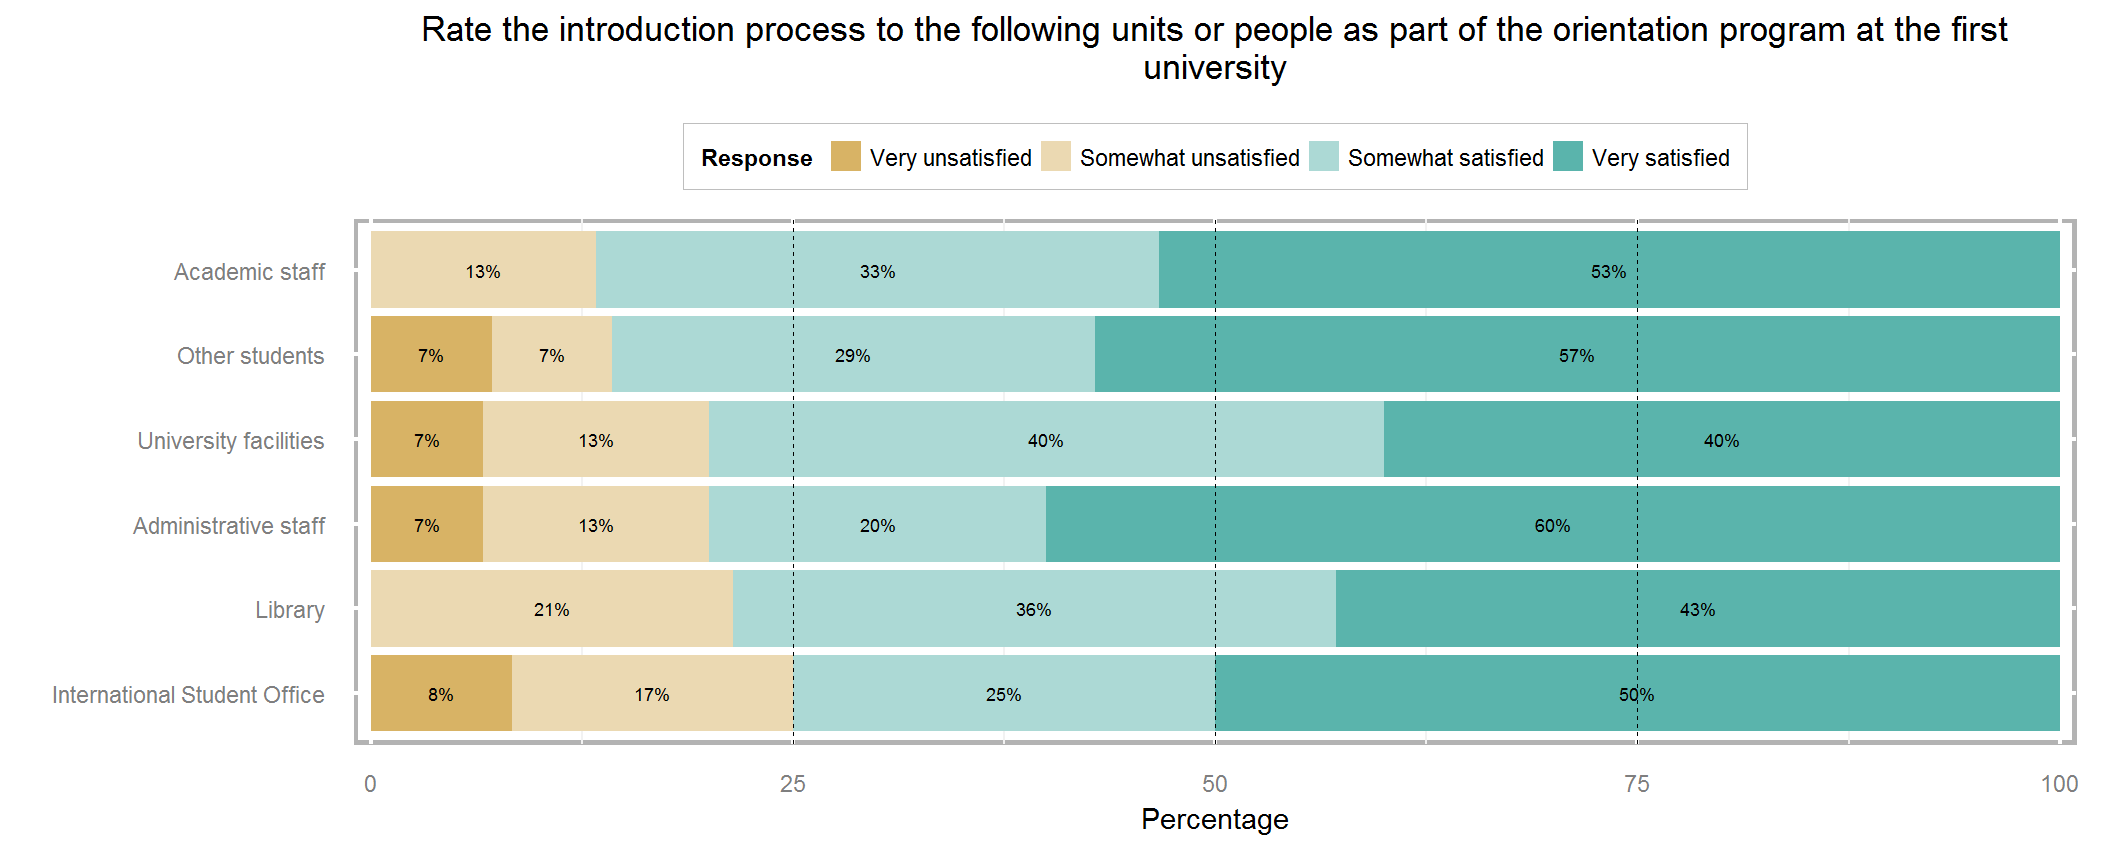 Rate the introduction process to the following units or people as part of the orientation program at the first
university
Response Very unsatisfied Somewhat unsatisfied Somewhat satisfied Very satisfied
Academic staff 13% 33% 53%
Other students 7% 7% 29% 57%
University facilities 7% 13% 40% 40%
Administrative staff 7% 13% 20% 60%
Library 21% 36% 43%
International Student Office 8% 17% 25% 50%
0 25 50 75 100
Percentage